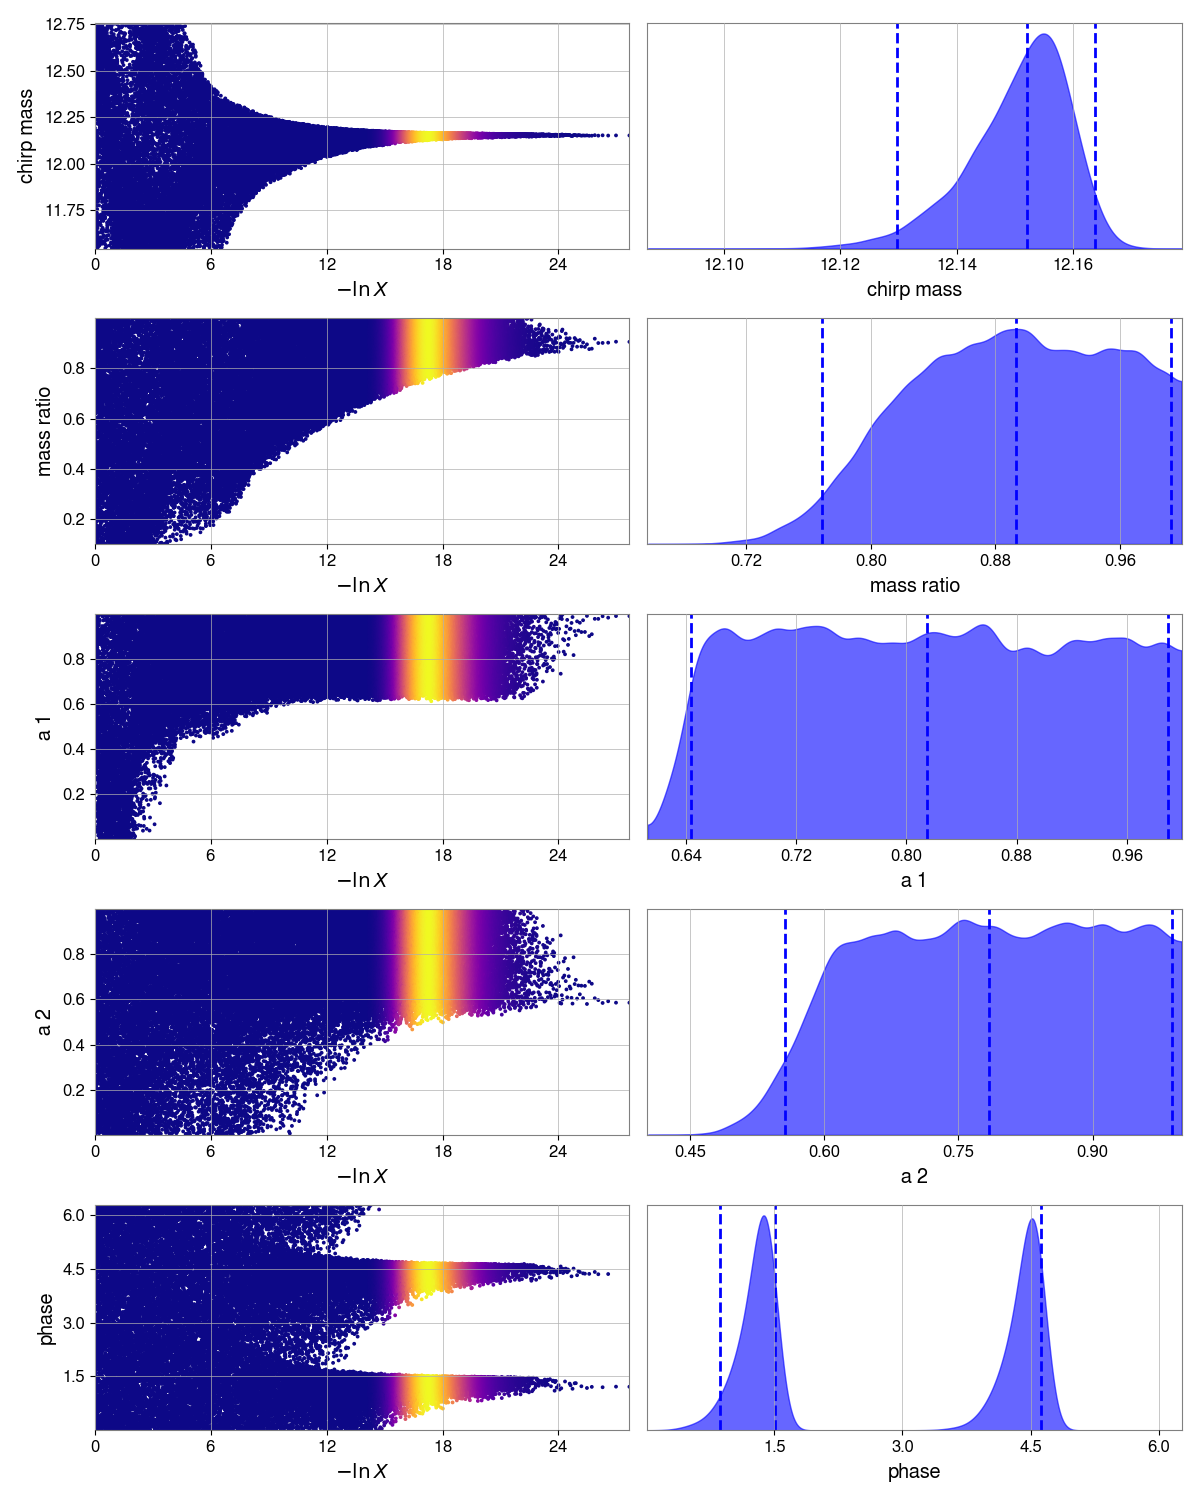 12.75
12.50
12.25
12.00
11.75
chirp mass
0 6 12 18 24
−ln X
12.10 12.12 12.14 12.16
chirp mass
0.8
0.6
0.4
0.2
mass ratio
0 6 12 18 24
−ln X
0.72 0.80 0.88 0.96
mass ratio
0.8
0.6
0.4
0.2
a 1
0 6 12 18 24
−ln X
0.64 0.72 0.80 0.88 0.96
a 1
0.8
0.6
0.4
0.2
a 2
0 6 12 18 24
−ln X
0.45 0.60 0.75 0.90
a 2
6.0
4.5
3.0
1.5
phase
0 6 12 18 24
−ln X
1.5 3.0 4.5 6.0
phase